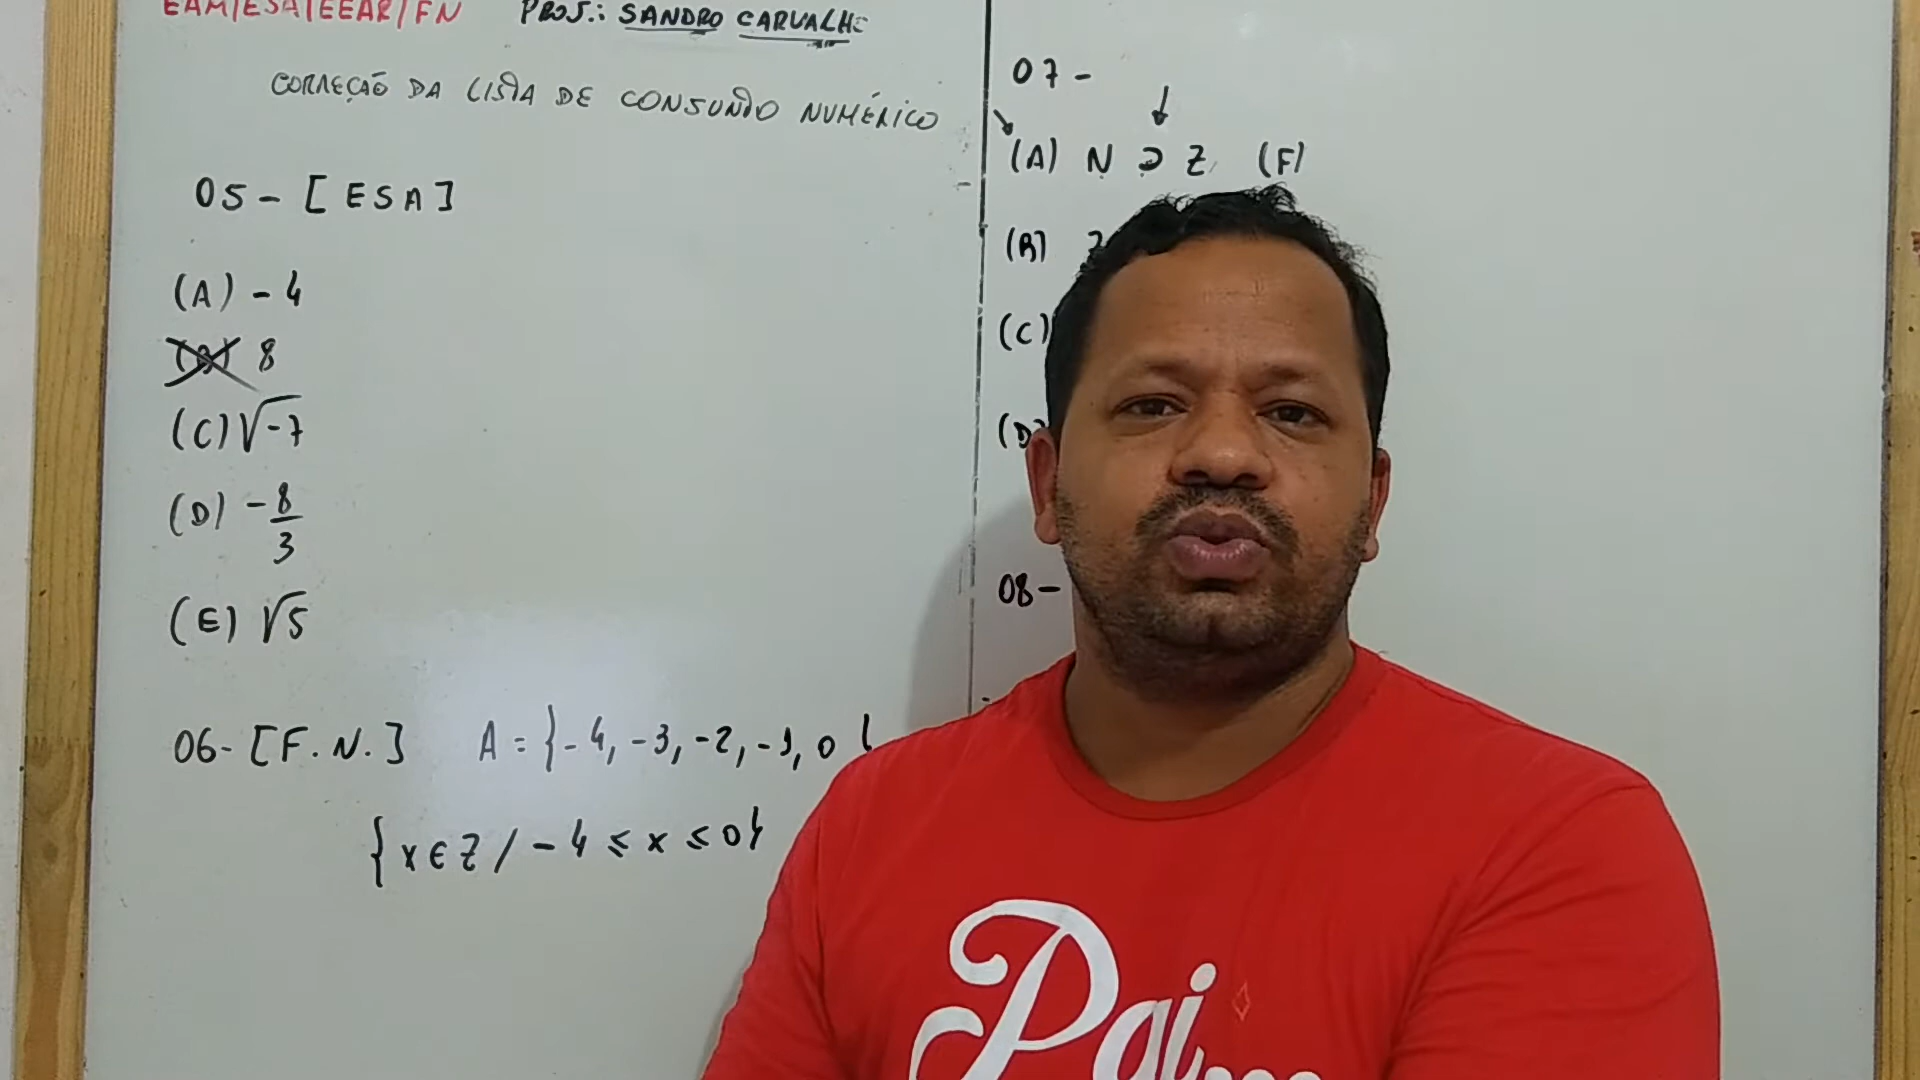 EAM/ESA/EEAR/FN PROF.: SANDRO CARVALHO
CORREÇÃO DA LISTA DE CONJUNTO NUMÉRICO
05 - [ESA]
(A) - 4
(B) 8
(C) √-7
(D) - 8/3
(E) √5
06 - [F.N.] A = {-4, -3, -2, -1, 0}
{x ∈ Z / - 4 ≤ x ≤ 0}
07 -
(A) N ⊃ Z (F)
(B)
(C)
(D)
08 -
Pai